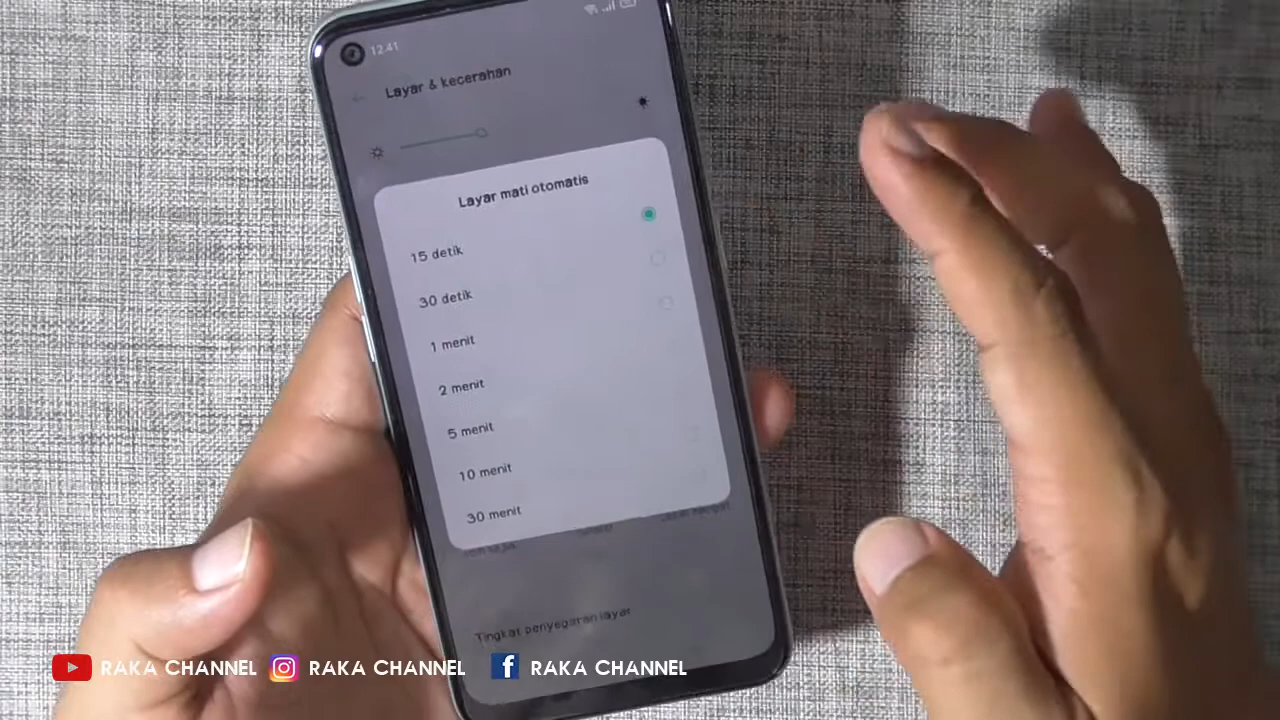 12.41
Layar & kecerahan
Layar mati otomatis
15 detik
30 detik
1 menit
2 menit
5 menit
10 menit
30 menit
Tingkat penyegaran layar
RAKA CHANNEL RAKA CHANNEL RAKA CHANNEL